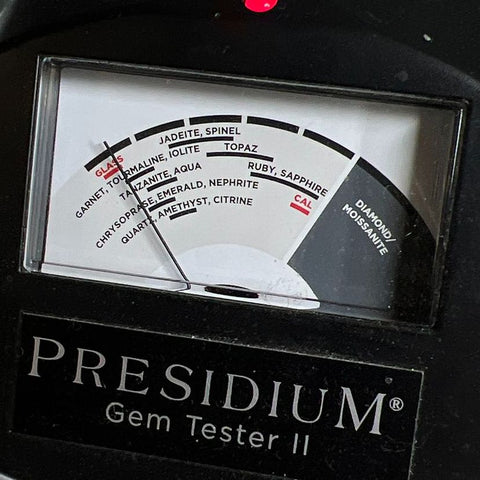 JADEITE, SPINEL
GLASS
GARNET, TOURMALINE, IOLITE
TOPAZ
TANZANITE, AQUA
RUBY, SAPPHIRE
CHRYSOPRASE, EMERALD, NEPHRITE
CAL
QUARTZ, AMETHYST, CITRINE
DIAMOND/
MOISSANITE
PRESIDIUM®
Gem Tester II